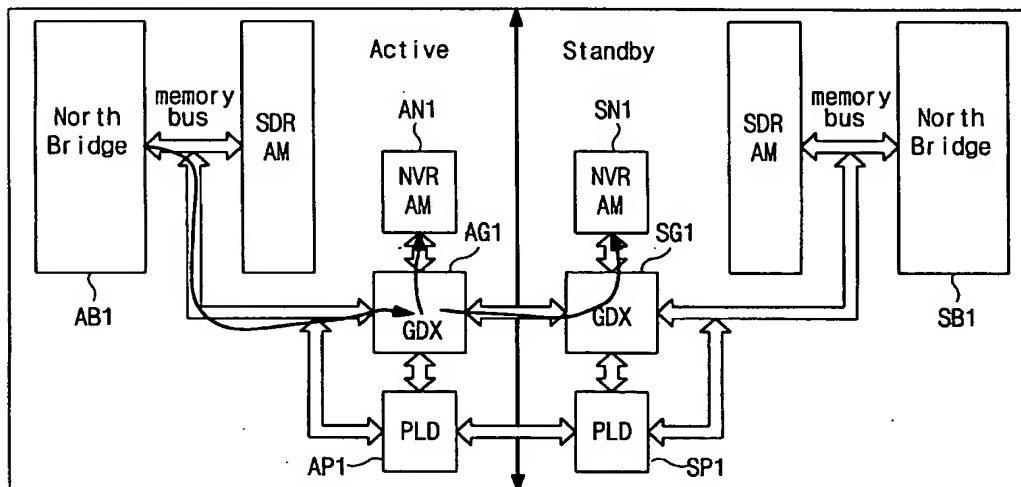 Active
Standby
North
Bridge
memory
bus
SDR
AM
AN1
NVR
AM
AG1
GDX
PLD
AB1
AP1
SN1
NVR
AM
SG1
GDX
PLD
SP1
SDR
AM
memory
bus
North
Bridge
SB1